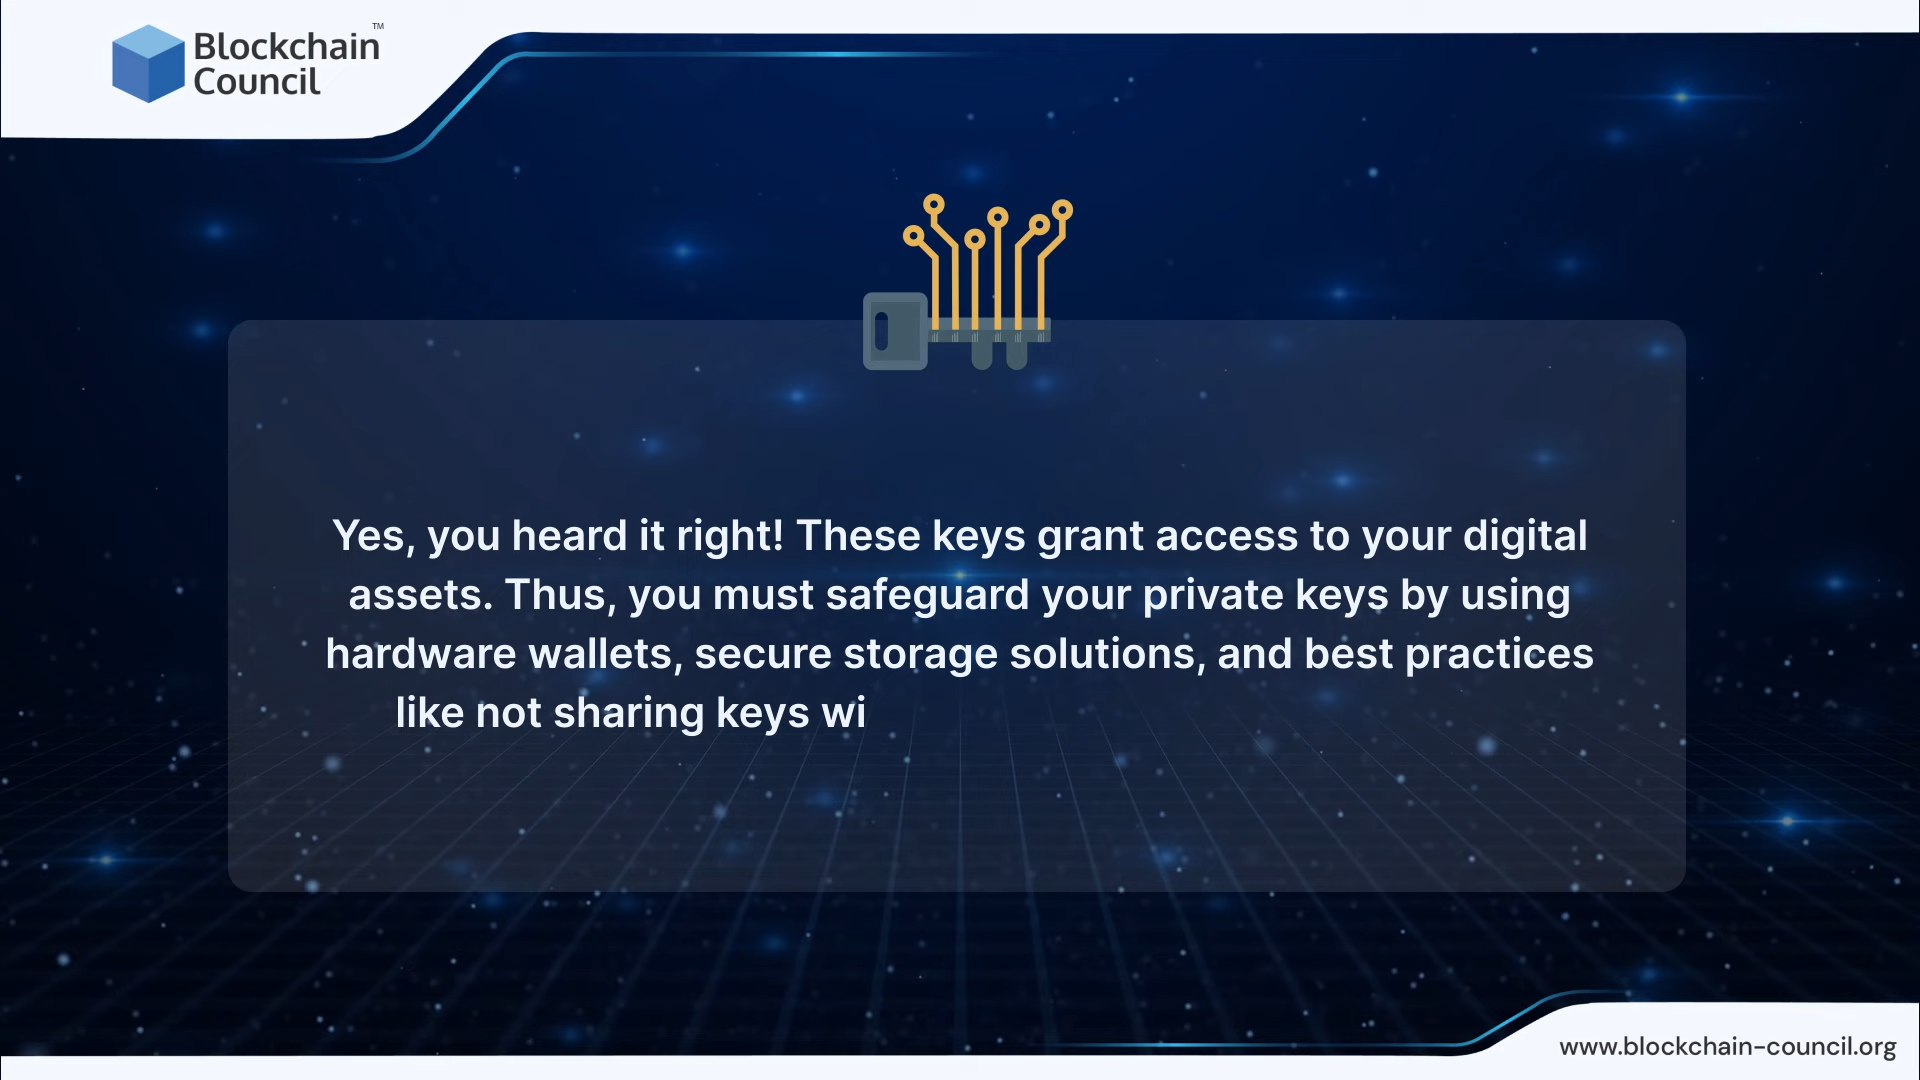 Blockchain
Council
TM
Yes, you heard it right! These keys grant access to your digital
assets. Thus, you must safeguard your private keys by using
hardware wallets, secure storage solutions, and best practices
like not sharing keys wi
www.blockchain-council.org